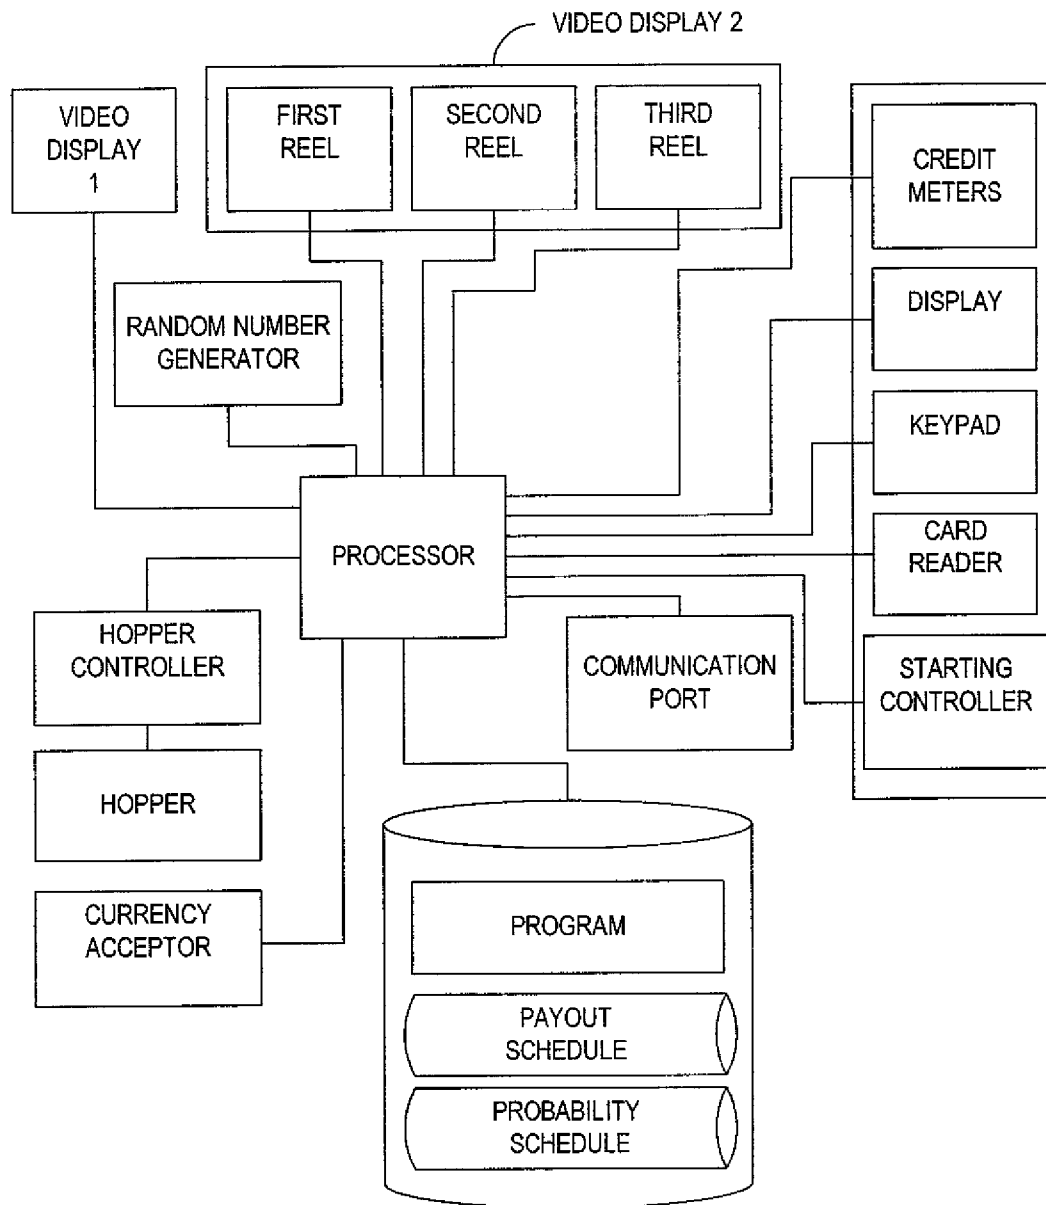 VIDEO DISPLAY 2
VIDEO
DISPLAY
1
FIRST
REEL
SECOND
REEL
THIRD
REEL
CREDIT
METERS
RANDOM NUMBER
GENERATOR
DISPLAY
KEYPAD
PROCESSOR
CARD
READER
HOPPER
CONTROLLER
COMMUNICATION
PORT
STARTING
CONTROLLER
HOPPER
CURRENCY
ACCEPTOR
PROGRAM
PAYOUT
SCHEDULE
PROBABILITY
SCHEDULE